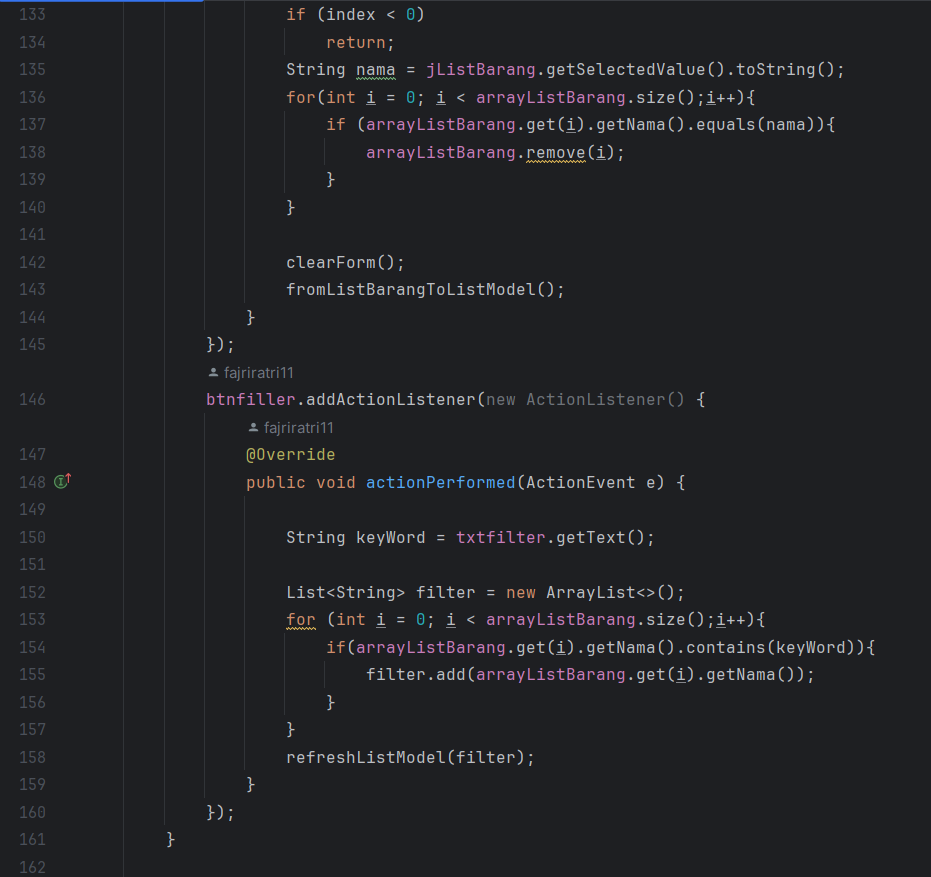 133 if (index < 0)
134 return;
135 String nama = jListBarang.getSelectedValue().toString();
136 for(int i = 0; i < arrayListBarang.size();i++){
137 if (arrayListBarang.get(i).getNama().equals(nama)){
138 arrayListBarang.remove(i);
139 }
140 }
141
142 clearForm();
143 fromListBarangToListModel();
144 }
145 });
fajriratri11
146 btnfiller.addActionListener(new ActionListener() {
fajriratri11
147 @Override
148 public void actionPerformed(ActionEvent e) {
149
150 String keyWord = txtfilter.getText();
151
152 List<String> filter = new ArrayList<>();
153 for (int i = 0; i < arrayListBarang.size();i++){
154 if(arrayListBarang.get(i).getNama().contains(keyWord)){
155 filter.add(arrayListBarang.get(i).getNama());
156 }
157 }
158 refreshListModel(filter);
159 }
160 });
161 }
162